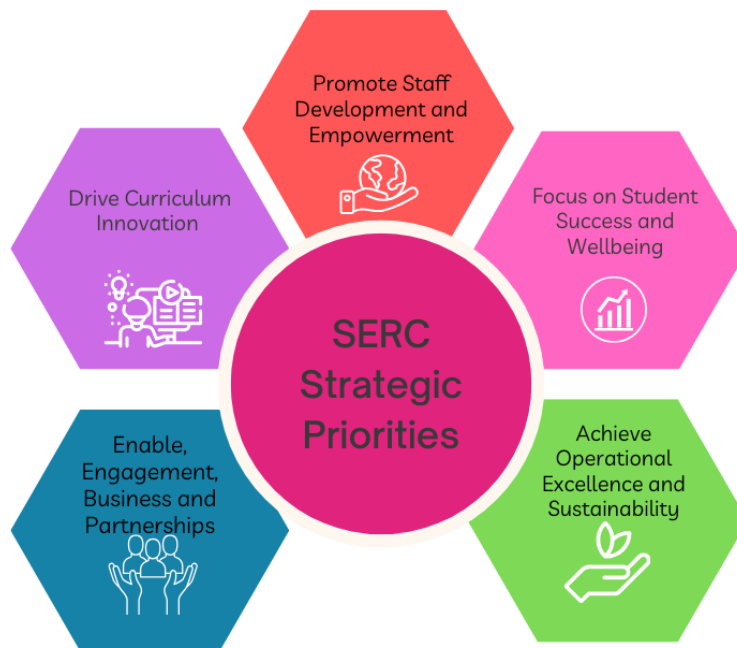 Promote Staff
Development and
Empowerment
Drive Curriculum
Innovation
Focus on Student
Success and
Wellbeing
SERC
Strategic
Priorities
Enable,
Engagement,
Business and
Partnerships
Achieve
Operational
Excellence and
Sustainability